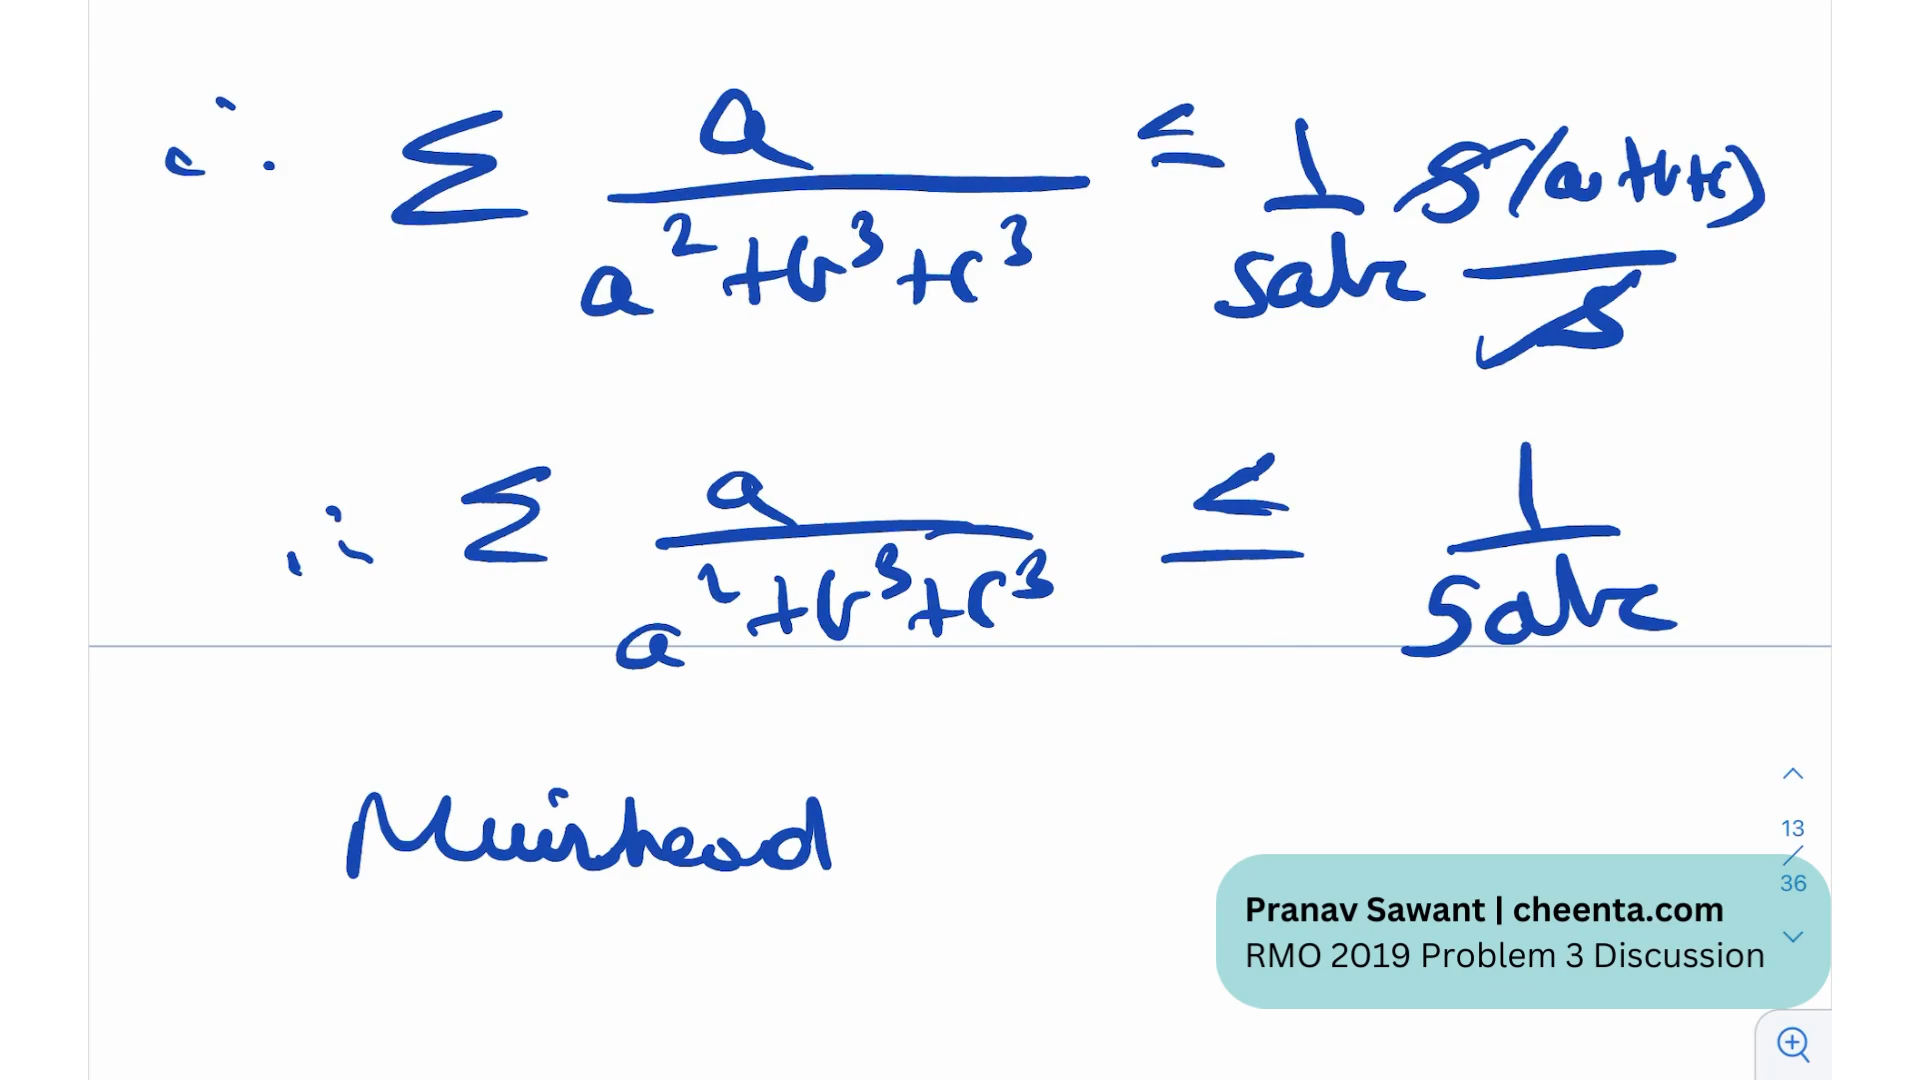 ∴ Σ a / (a² + b³ + c³) ≤ 1/5abc 5(a+b+c)/5
∴ Σ a / (a² + b³ + c³) ≤ 1/5abc
Muirhead
13
/
36
Pranav Sawant | cheenta.com
RMO 2019 Problem 3 Discussion